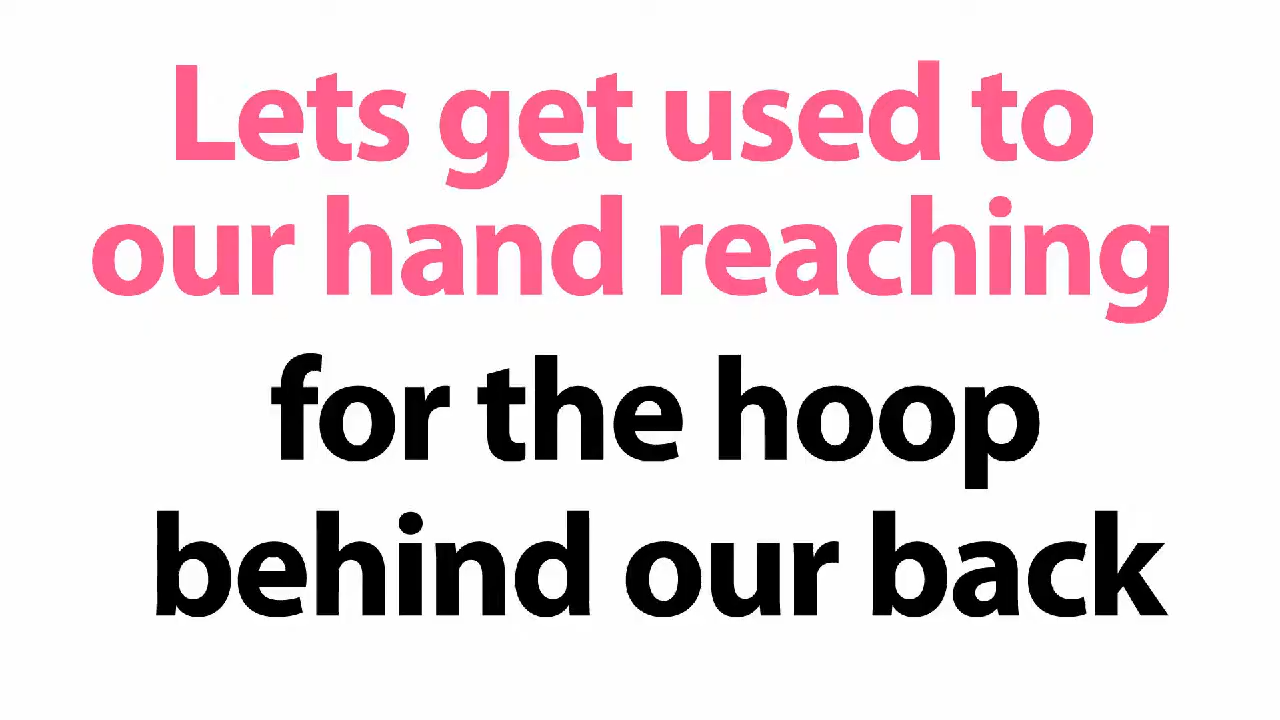 Lets get used to
our hand reaching
for the hoop
behind our back